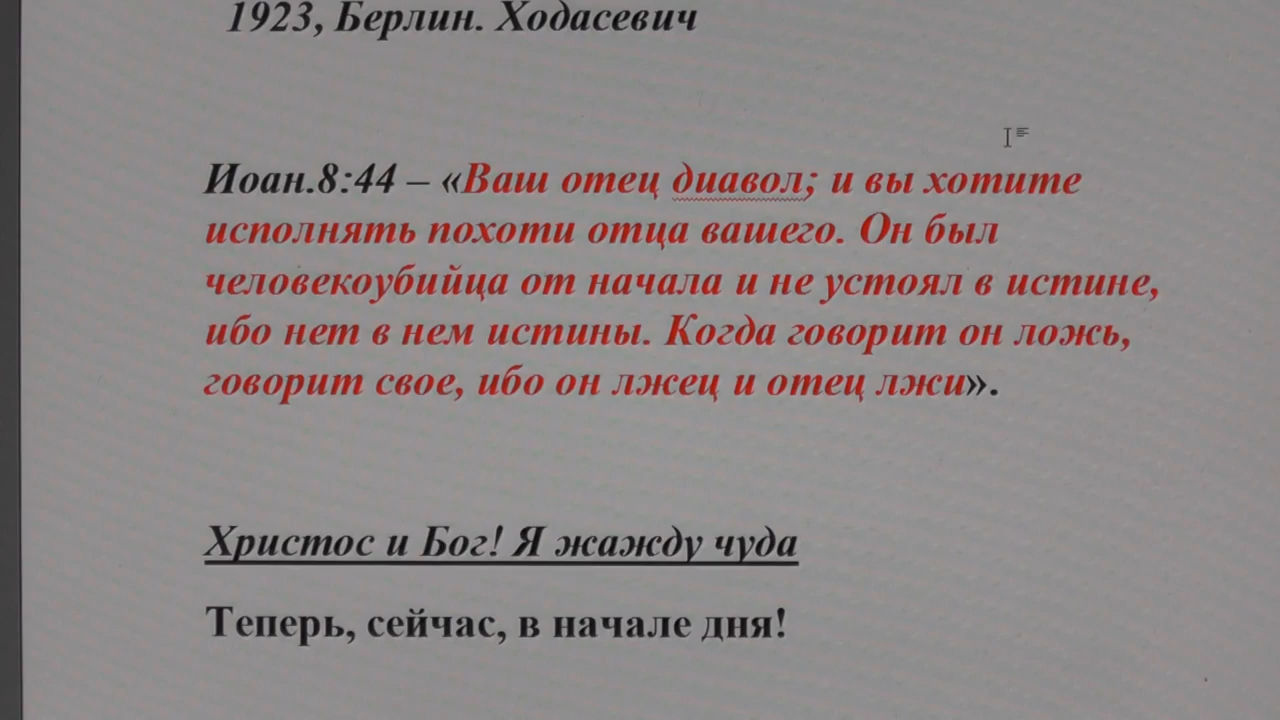 1923, Берлин. Ходасевич
Иоан.8:44 – «Ваш отец диавол; и вы хотите
исполнять похоти отца вашего. Он был
человекоубийца от начала и не устоял в истине,
ибо нет в нем истины. Когда говорит он ложь,
говорит свое, ибо он лжец и отец лжи».
Христос и Бог! Я жажду чуда
Теперь, сейчас, в начале дня!